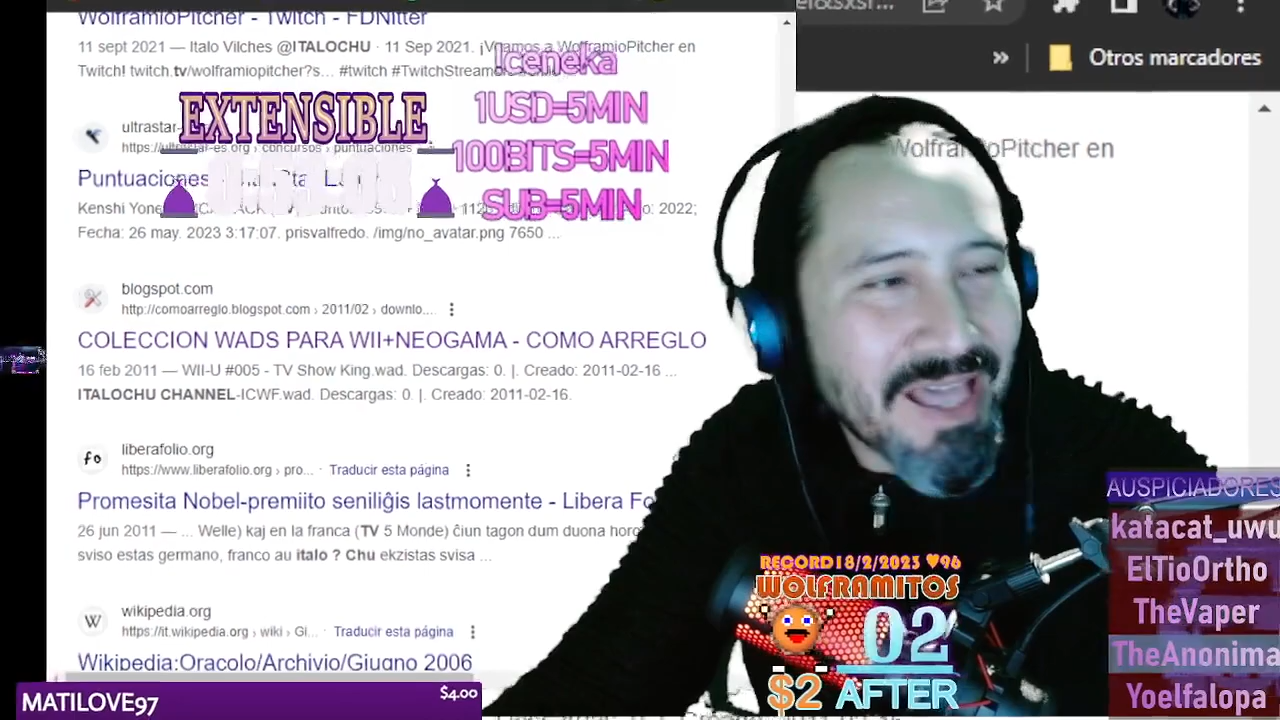 WolframioPitcher - Twitch - FDNitter
11 sept 2021 — Italo Vilches @ITALOCHU · 11 Sep 2021. ¡Vamos a WolframioPitcher en
Twitch! twitch.tv/wolframiopitcher?s... #twitch
Iceneka
1USD=5MIN
100BITS=5MIN
SUB=5MIN
EXTENSIBLE
https://ultrastar-es.org › concursos › puntuaciones
Puntuaciones
Fecha: 26 may. 2023 3:17:07. prisvalfredo. /img/no_avatar.png 7650 ...
blogspot.com
http://comoarreglo.blogspot.com › 2011/02 › downlo....
COLECCION WADS PARA WII+NEOGAMA - COMO ARREGLO
16 feb 2011 — WII-U #005 - TV Show King.wad. Descargas: 0. |. Creado: 2011-02-16 ...
ITALOCHU CHANNEL-ICWF.wad. Descargas: 0. |. Creado: 2011-02-16.
fo
liberafolio.org
https://www.liberafolio.org › pro... · Traducir esta página
Promesita Nobel-premiito seniliĝis lastmomente - Libera Fo
26 jun 2011 — ... Welle) kaj en la franca (TV 5 Monde) ĉiun tagon dum duona horo
sviso estas germano, franco au italo ? Chu ekzistas svisa ...
W
wikipedia.org
https://it.wikipedia.org › wiki › Gi... · Traducir esta página
Wikipedia:Oracolo/Archivio/Giugno 2006
MATILOVE97
$4.00
» Otros marcadores
WolframioPitcher en
RECORD 18/2/2023 ♥96
WOLFRAMITOS
02
$2 AFTER
AUSPICIADORES
katacat_uwu
ElTioOrtho
TheVaper
TheAnonima
Yoelfalopa